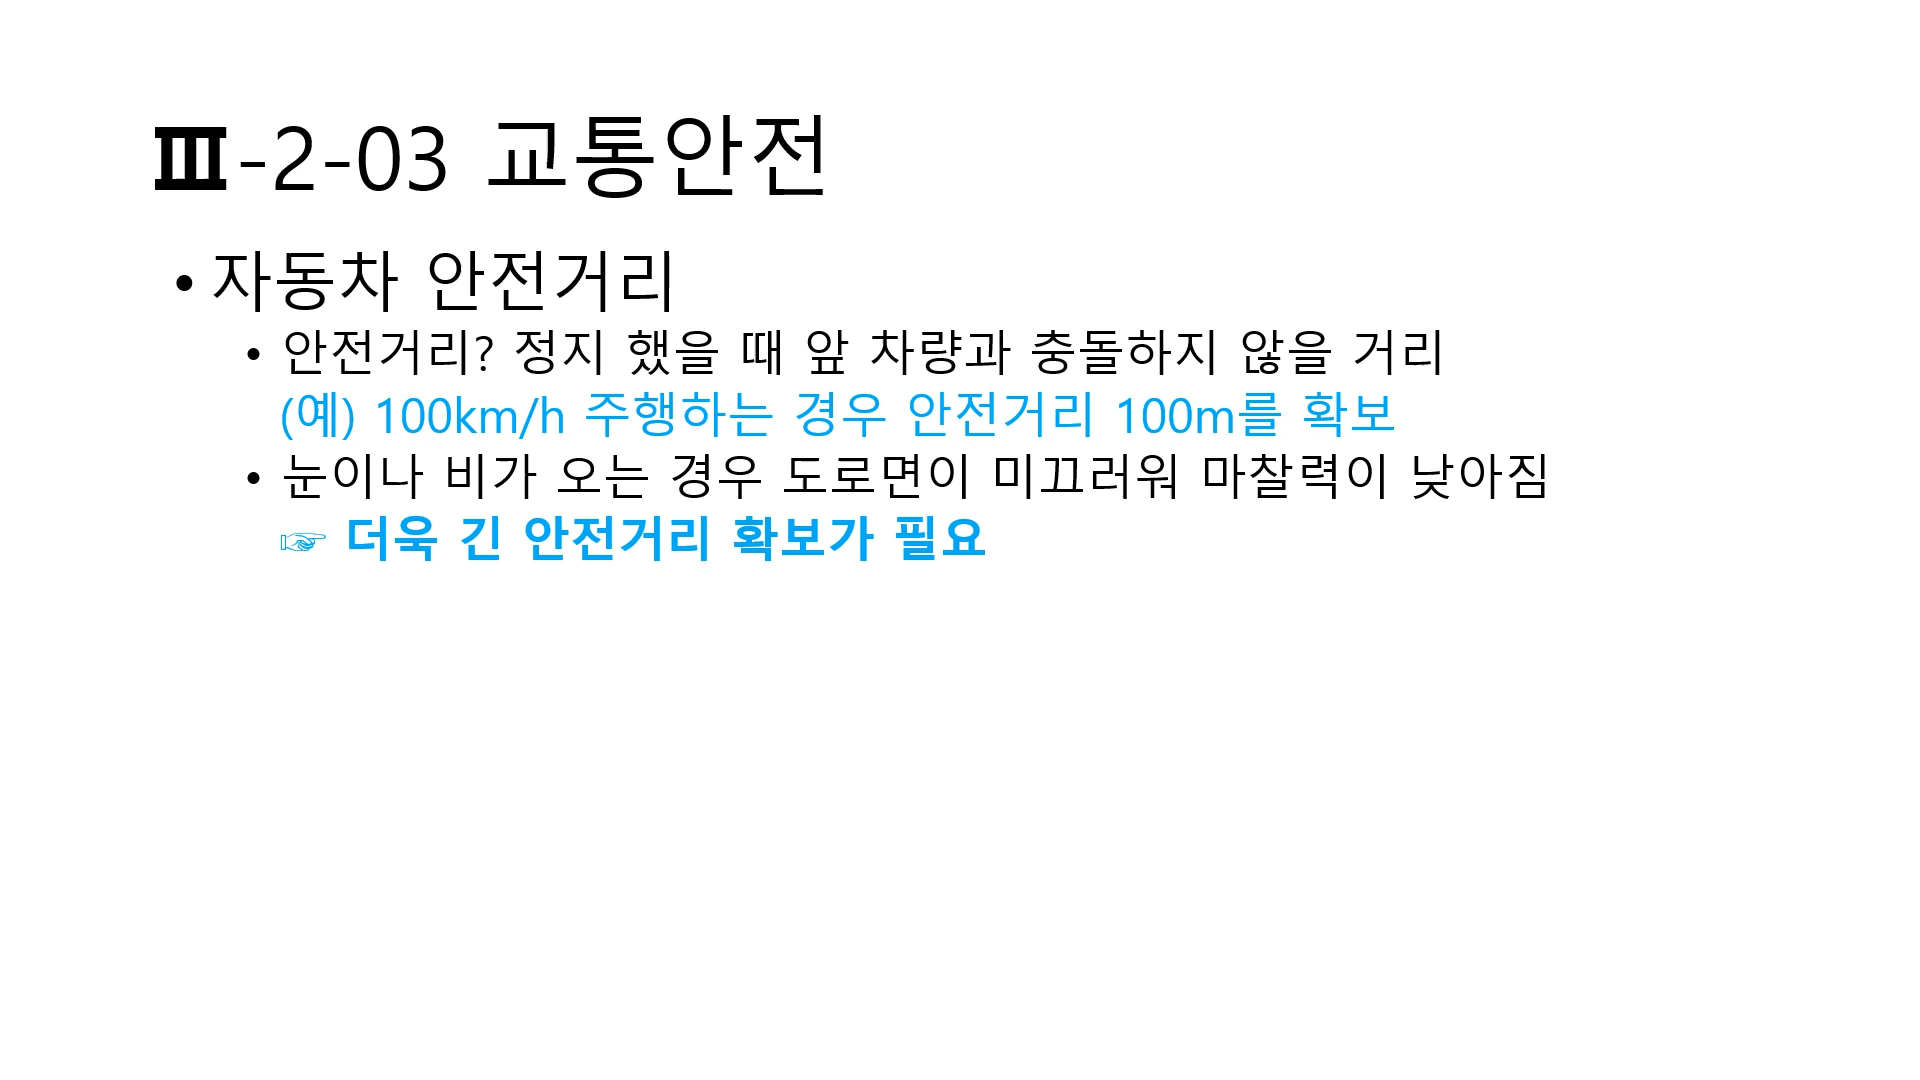 Ⅲ-2-03 교통안전
• 자동차 안전거리
• 안전거리? 정지 했을 때 앞 차량과 충돌하지 않을 거리
(예) 100km/h 주행하는 경우 안전거리 100m를 확보
• 눈이나 비가 오는 경우 도로면이 미끄러워 마찰력이 낮아짐
☞ 더욱 긴 안전거리 확보가 필요